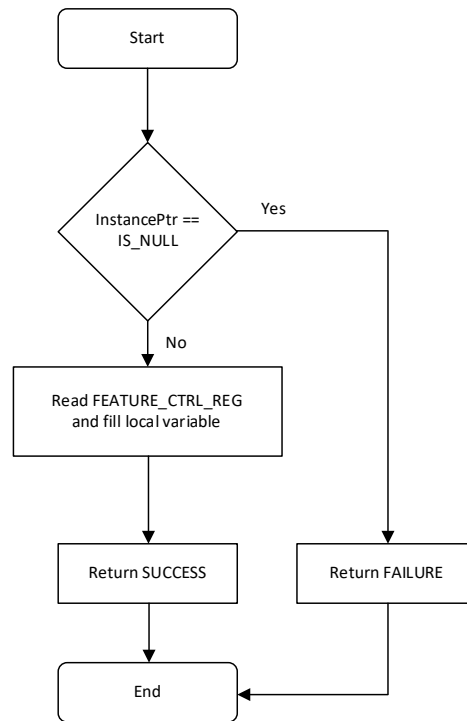 Start
InstancePtr ==
IS_NULL
Yes
No
Read FEATURE_CTRL_REG
and fill local variable
Return SUCCESS
Return FAILURE
End